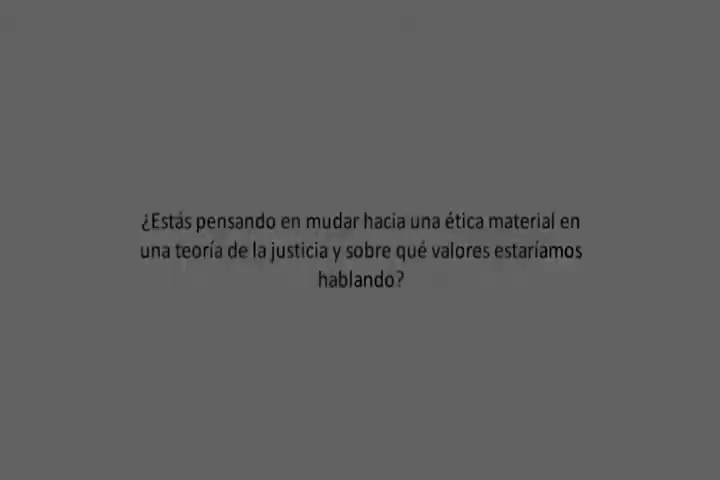 ¿Estás pensando en mudar hacia una ética material en
una teoría de la justicia y sobre qué valores estaríamos
hablando?